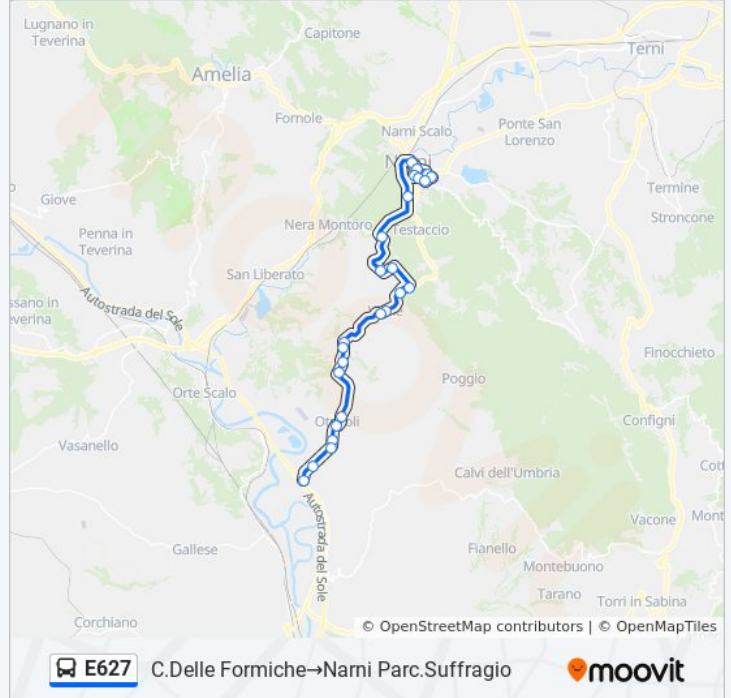 Lugnano in
Teverina
Capitone
Terni
Amelia
Fornole
Narni Scalo
Ponte San
Lorenzo
Giove
Termine
Stroncone
Nera Montoro
Testaccio
Penna in
Teverina
San Liberato
ssano in
everina
Autostrada del Sole
Finocchieto
Orte Scalo
Poggio
Configni
Vasanello
Calvi dell'Umbria
Cott
Autostrada del Sole
Vacone
Mont
Gallese
Fianello
Montebuono
Tarano
Torri in Sabina
Corchiano
© OpenStreetMap contributors | © OpenMapTiles
E627 C.Delle Formiche→Narni Parc.Suffragio moovit